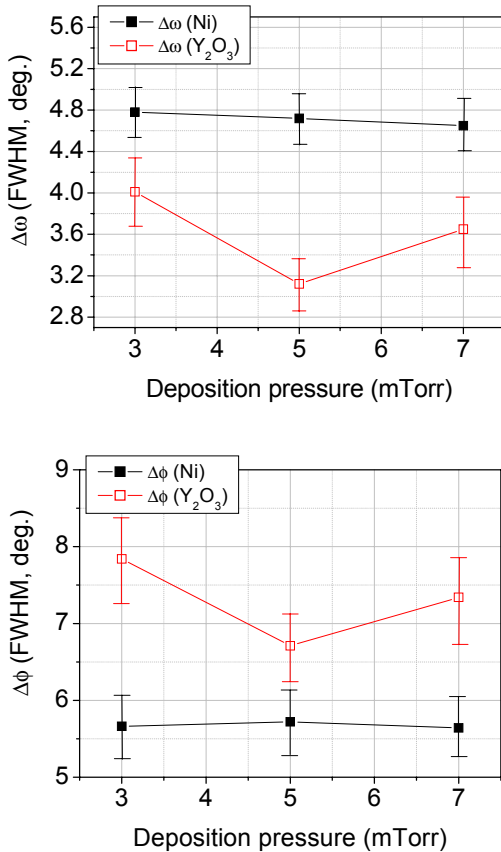 5.6
5.2
4.8
4.4
4.0
3.6
3.2
2.8
Δω (FWHM, deg.)
Δω (Ni)
Δω (Y₂O₃)
3 4 5 6 7
Deposition pressure (mTorr)
9
8
7
6
5
Δϕ (FWHM, deg.)
Δϕ (Ni)
Δϕ (Y₂O₃)
3 4 5 6 7
Deposition pressure (mTorr)